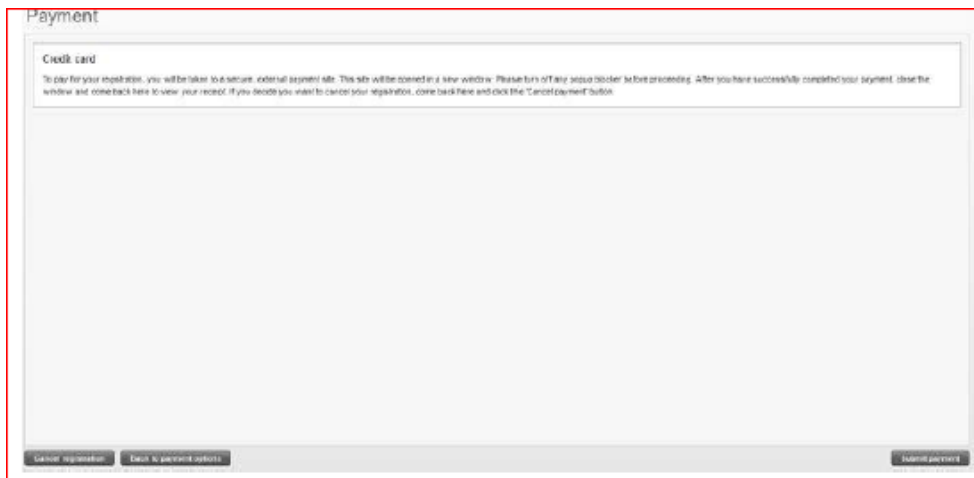 Payment
Credit card
To pay for your registration, you will be taken to a secure, external payment site. This site will be opened in a new window. Please turn off any popup blocker before proceeding. After you have successfully completed your payment, close the
window and come back here to view your receipt. If you decide you want to cancel your registration, come back here and click the "Cancel payment" button.
Cancel registration Back to payment options Submit payment